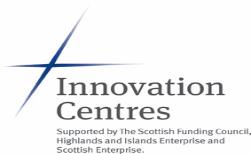 Innovation
Centres
Supported by The Scottish Funding Council,
Highlands and Islands Enterprise and
Scottish Enterprise.